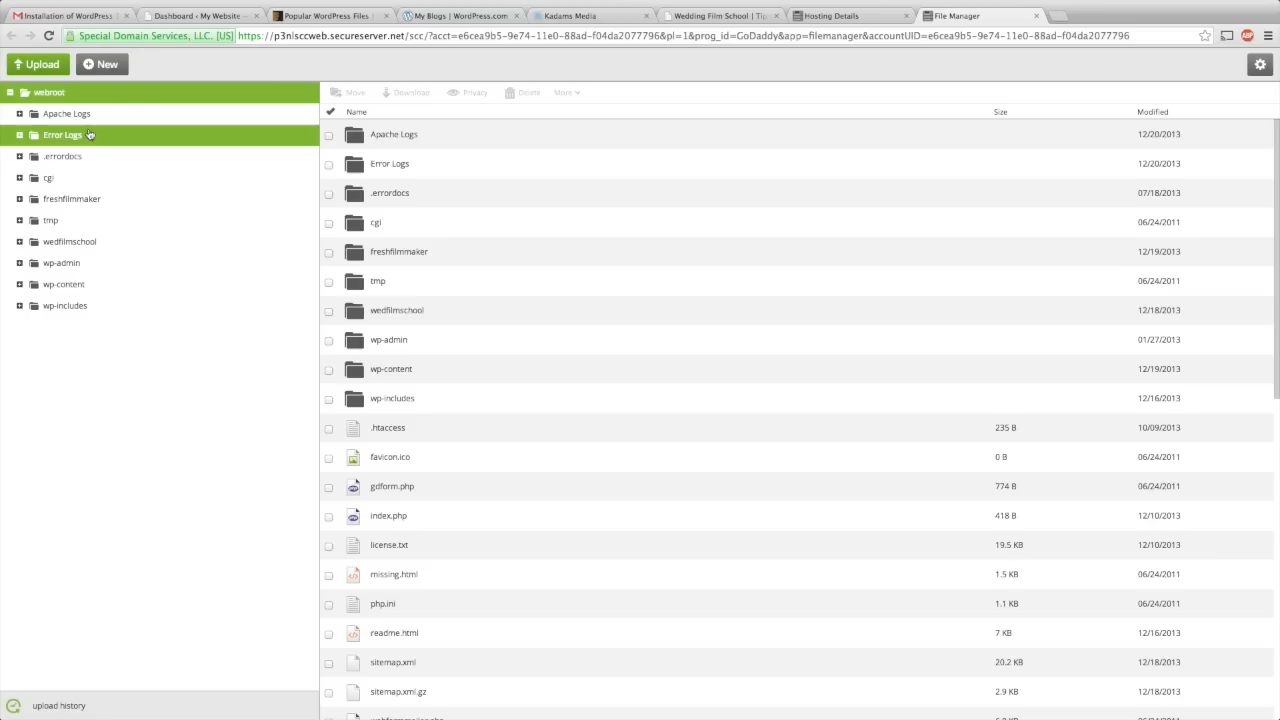 Installation of WordPress
Dashboard ‹ My Website —
Popular WordPress Files |
My Blogs | WordPress.com
Kadams Media
Wedding Film School | Tip
Hosting Details
File Manager
Special Domain Services, LLC. [US] https://p3nlsccweb.secureserver.net/scc/?acct=e6cea9b5-9e74-11e0-88ad-f04da2077796&pl=1&prog_id=GoDaddy&app=filemanager&accountUID=e6cea9b5-9e74-11e0-88ad-f04da2077796
ABP
Upload
New
webroot
Apache Logs
Error Logs
.errordocs
cgi
freshfilmmaker
tmp
wedfilmschool
wp-admin
wp-content
wp-includes
upload history
Move Download Privacy Delete More
Name Size Modified
Apache Logs 12/20/2013
Error Logs 12/20/2013
.errordocs 07/18/2013
cgi 06/24/2011
freshfilmmaker 12/19/2013
tmp 06/24/2011
wedfilmschool 12/18/2013
wp-admin 01/27/2013
wp-content 12/19/2013
wp-includes 12/16/2013
.htaccess 235 B 10/09/2013
favicon.ico 0 B 06/24/2011
gdform.php 774 B 06/24/2011
index.php 418 B 12/10/2013
license.txt 19.5 KB 12/10/2013
missing.html 1.5 KB 06/24/2011
php.ini 1.1 KB 06/24/2011
readme.html 7 KB 12/16/2013
sitemap.xml 20.2 KB 12/18/2013
sitemap.xml.gz 2.9 KB 12/18/2013